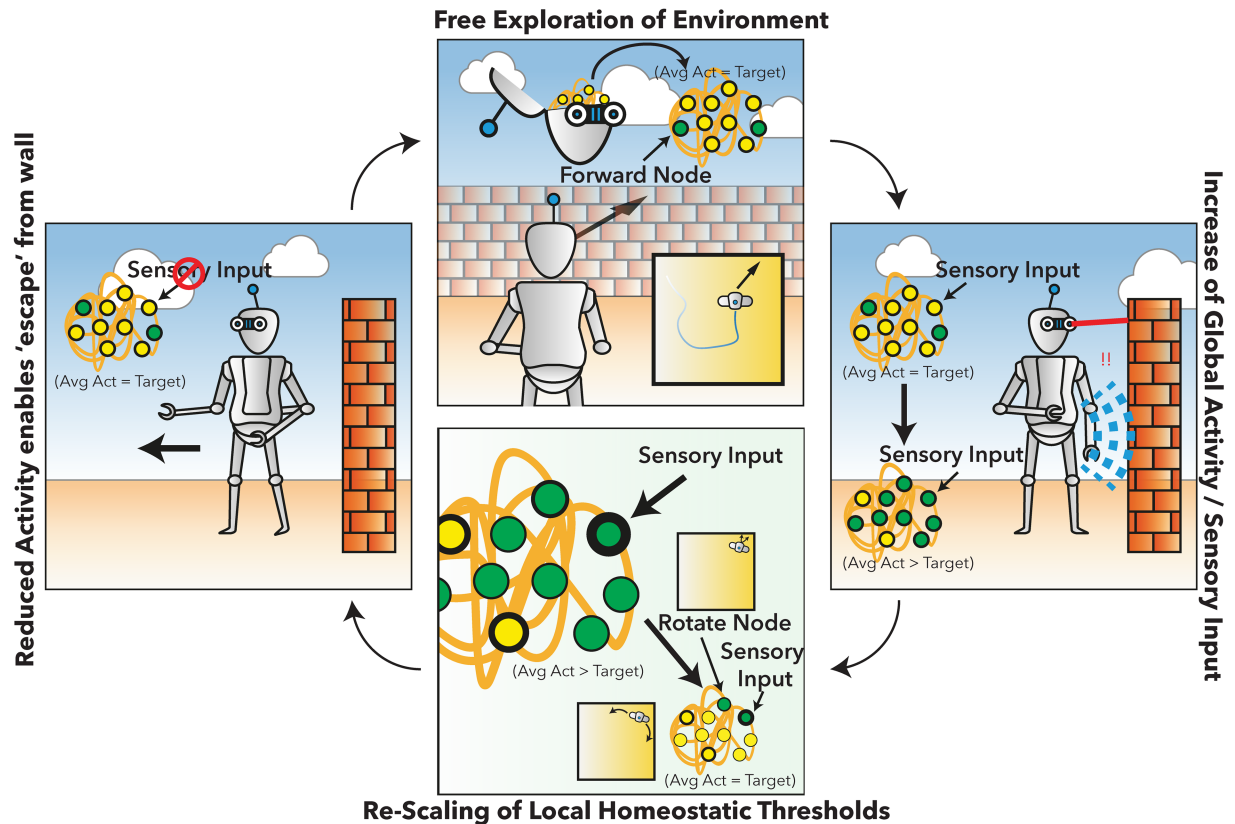 Free Exploration of Environment
(Avg Act = Target)
Forward Node
Increase of Global Activity / Sensory Input
Sensory Input
(Avg Act = Target)
!!
Sensory Input
(Avg Act > Target)
Sensory Input
(Avg Act > Target)
Rotate Node
Sensory
Input
(Avg Act = Target)
Re-Scaling of Local Homeostatic Thresholds
Reduced Activity enables ‘escape’ from wall
Sensory Input
(Avg Act = Target)